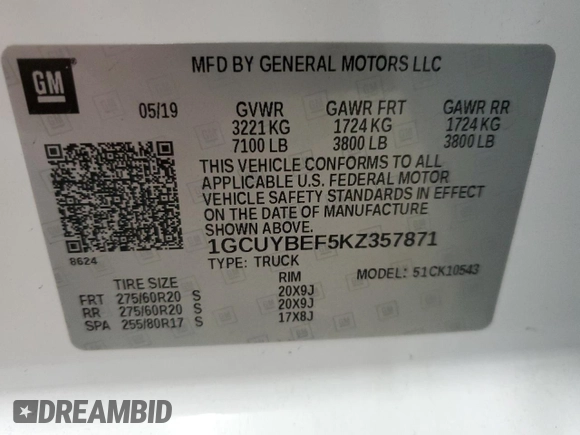 GM
MFD BY GENERAL MOTORS LLC
05/19 GVWR GAWR FRT GAWR RR
3221 KG 1724 KG 1724 KG
7100 LB 3800 LB 3800 LB
THIS VEHICLE CONFORMS TO ALL
APPLICABLE U.S. FEDERAL MOTOR
VEHICLE SAFETY STANDARDS IN EFFECT
ON THE DATE OF MANUFACTURE
SHOWN ABOVE.
8624 1GCUYBEF5KZ357871
TYPE: TRUCK MODEL: 51CK10543
TIRE SIZE RIM
FRT 275/60R20 S 20X9J
RR 275/60R20 S 20X9J
SPA 255/80R17 S 17X8J
DREAMBID